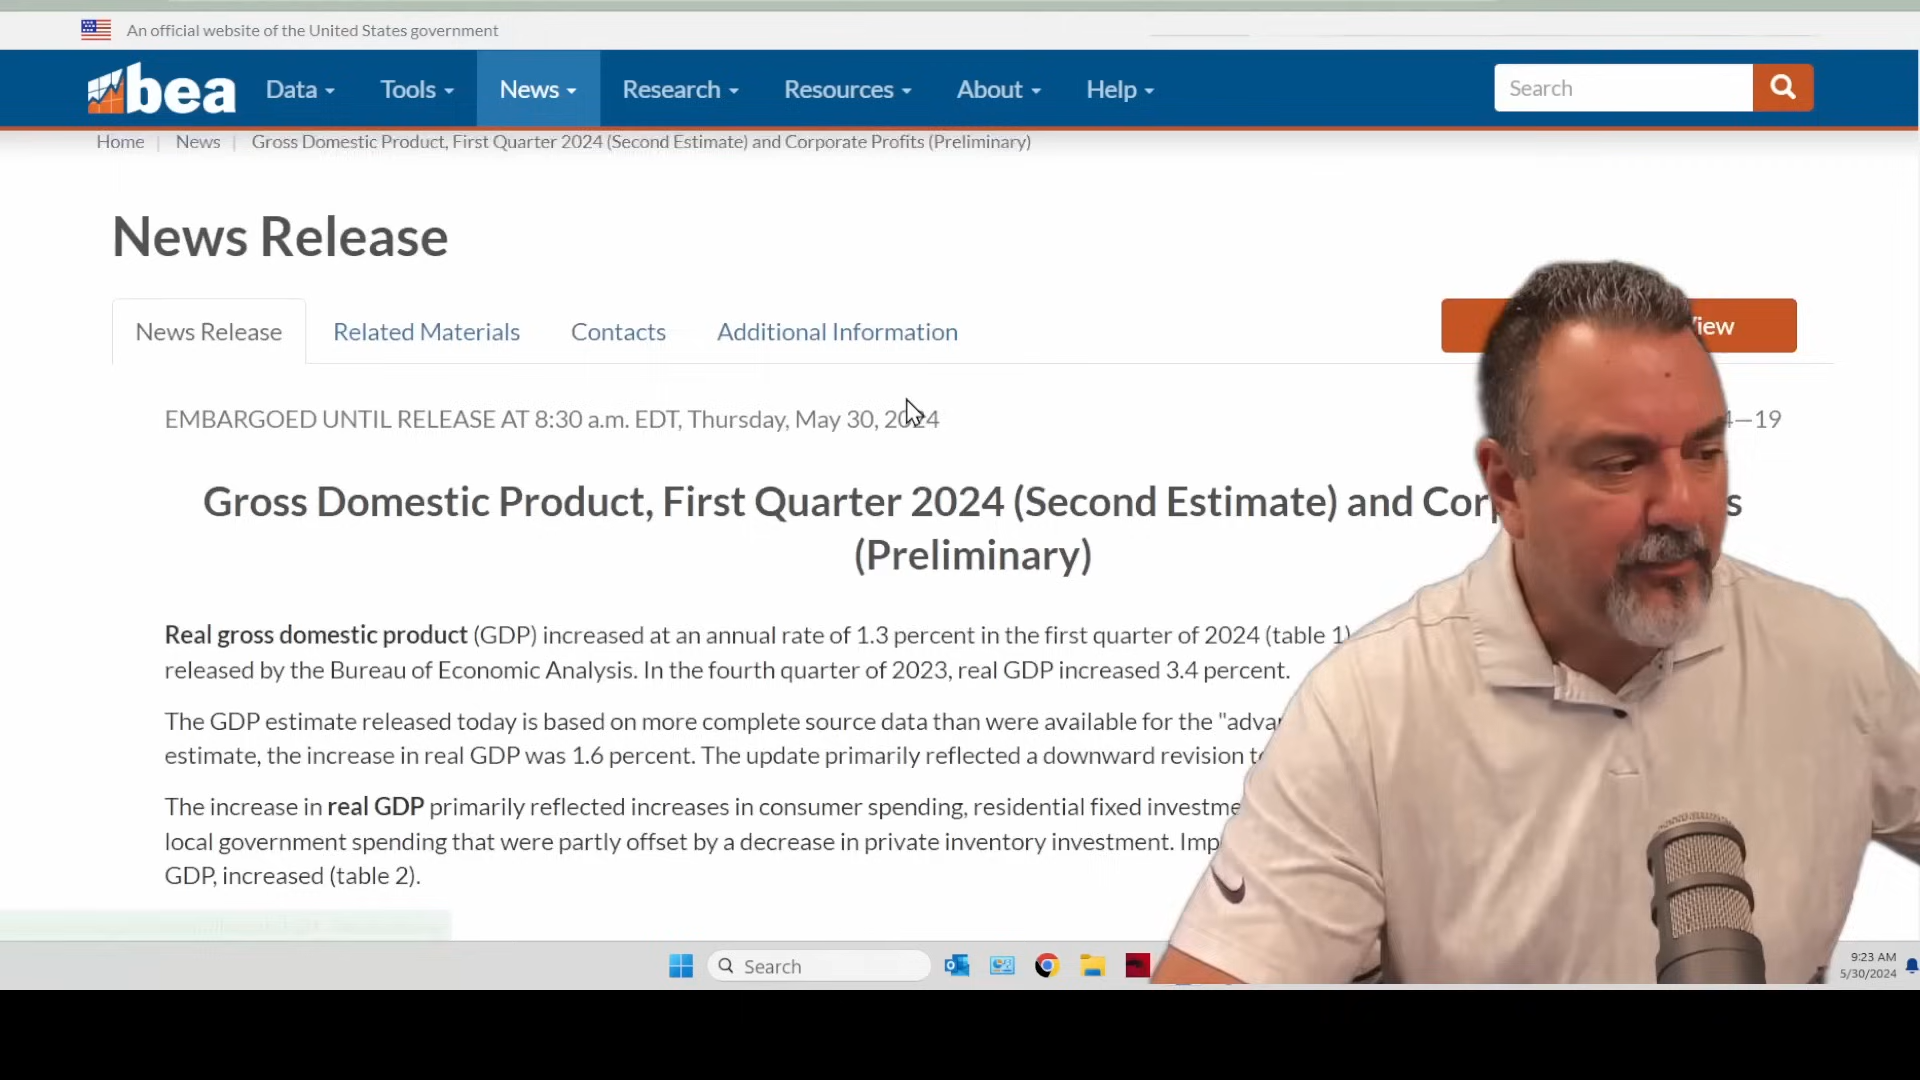 An official website of the United States government
bea Data Tools News Research Resources About Help Search
Home News Gross Domestic Product, First Quarter 2024 (Second Estimate) and Corporate Profits (Preliminary)
News Release
News Release Related Materials Contacts Additional Information View
EMBARGOED UNTIL RELEASE AT 8:30 a.m. EDT, Thursday, May 30, 2024 —19
Gross Domestic Product, First Quarter 2024 (Second Estimate) and
(Preliminary)
Real gross domestic product (GDP) increased at an annual rate of 1.3 percent in the first quarter of 2024 (table 1)
released by the Bureau of Economic Analysis. In the fourth quarter of 2023, real GDP increased 3.4 percent.
The GDP estimate released today is based on more complete source data than were available for the
estimate, the increase in real GDP was 1.6 percent. The update primarily reflected a downward revision
The increase in real GDP primarily reflected increases in consumer spending, residential fixed
local government spending that were partly offset by a decrease in private inventory investment.
GDP, increased (table 2).
Search
9:23 AM
5/30/2024